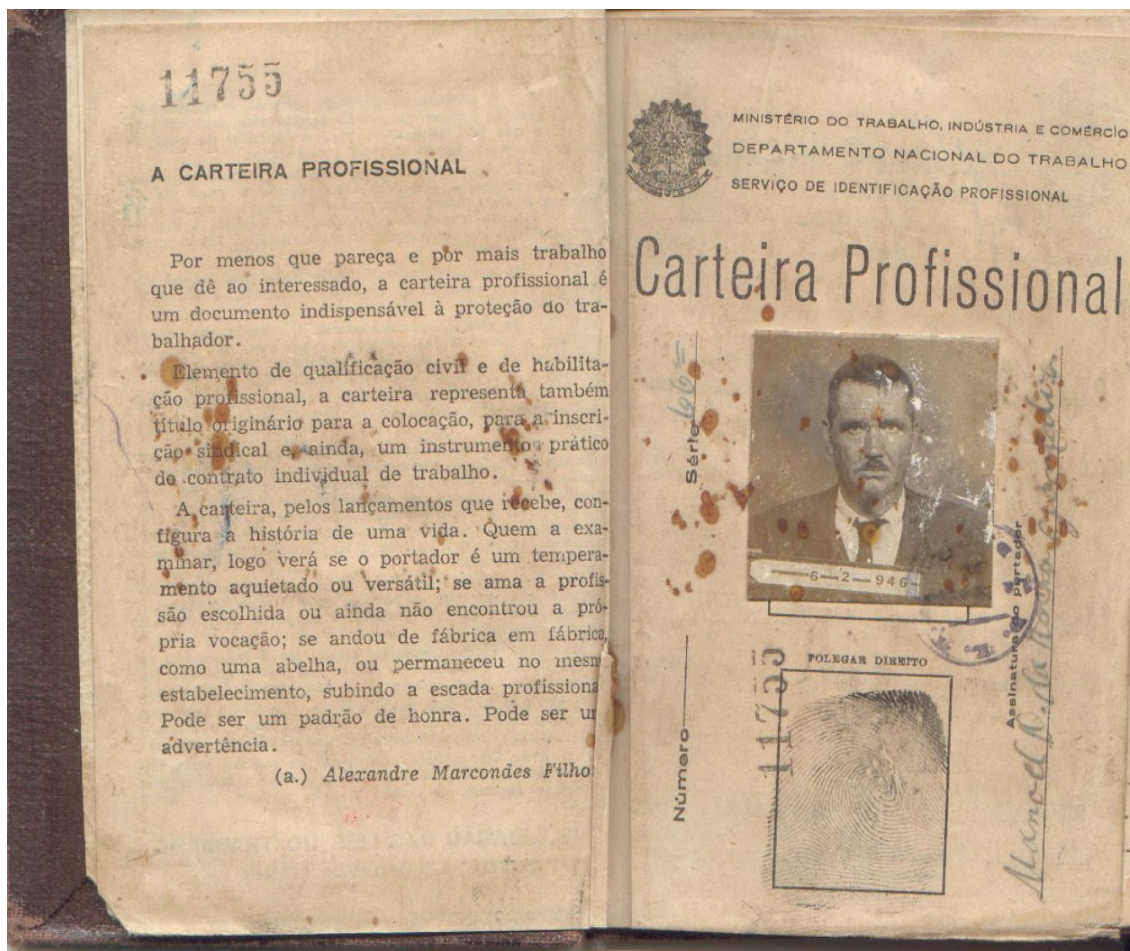 11755
A CARTEIRA PROFISSIONAL
Por menos que pareça e por mais trabalho
que dê ao interessado, a carteira profissional é
um documento indispensável à proteção do tra-
balhador.
Elemento de qualificação civil e de habilita-
ção profissional, a carteira representa também
título originário para a colocação, para a inscri-
ção sindical e, ainda, um instrumento prático
do contrato individual de trabalho.
A carteira, pelos lançamentos que recebe, con-
figura a história de uma vida. Quem a exa-
minar, logo verá se o portador é um tempera-
mento aquietado ou versátil; se ama a profis-
são escolhida ou ainda não encontrou a pró-
pria vocação; se andou de fábrica em fábrica,
como uma abelha, ou permaneceu no mesm
estabelecimento, subindo a escada profissiona
Pode ser um padrão de honra. Pode ser u
advertência.
(a.) Alexandre Marcondes Filho
MINISTÉRIO DO TRABALHO, INDÚSTRIA E COMÉRCIO
DEPARTAMENTO NACIONAL DO TRABALHO
SERVIÇO DE IDENTIFICAÇÃO PROFISSIONAL
Carteira Profissional
Série 66
6-2-946
Número 11755
POLEGAR DIREITO
Assinatura do Portador
Manoel